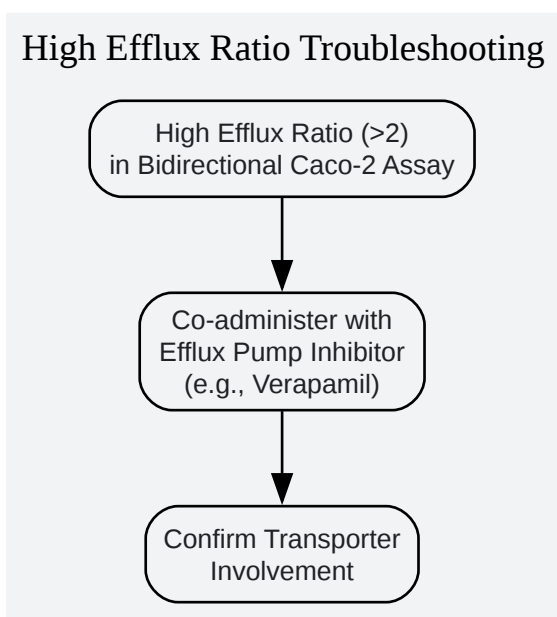 High Efflux Ratio Troubleshooting
High Efflux Ratio (>2)
in Bidirectional Caco-2 Assay
Co-administer with
Efflux Pump Inhibitor
(e.g., Verapamil)
Confirm Transporter
Involvement